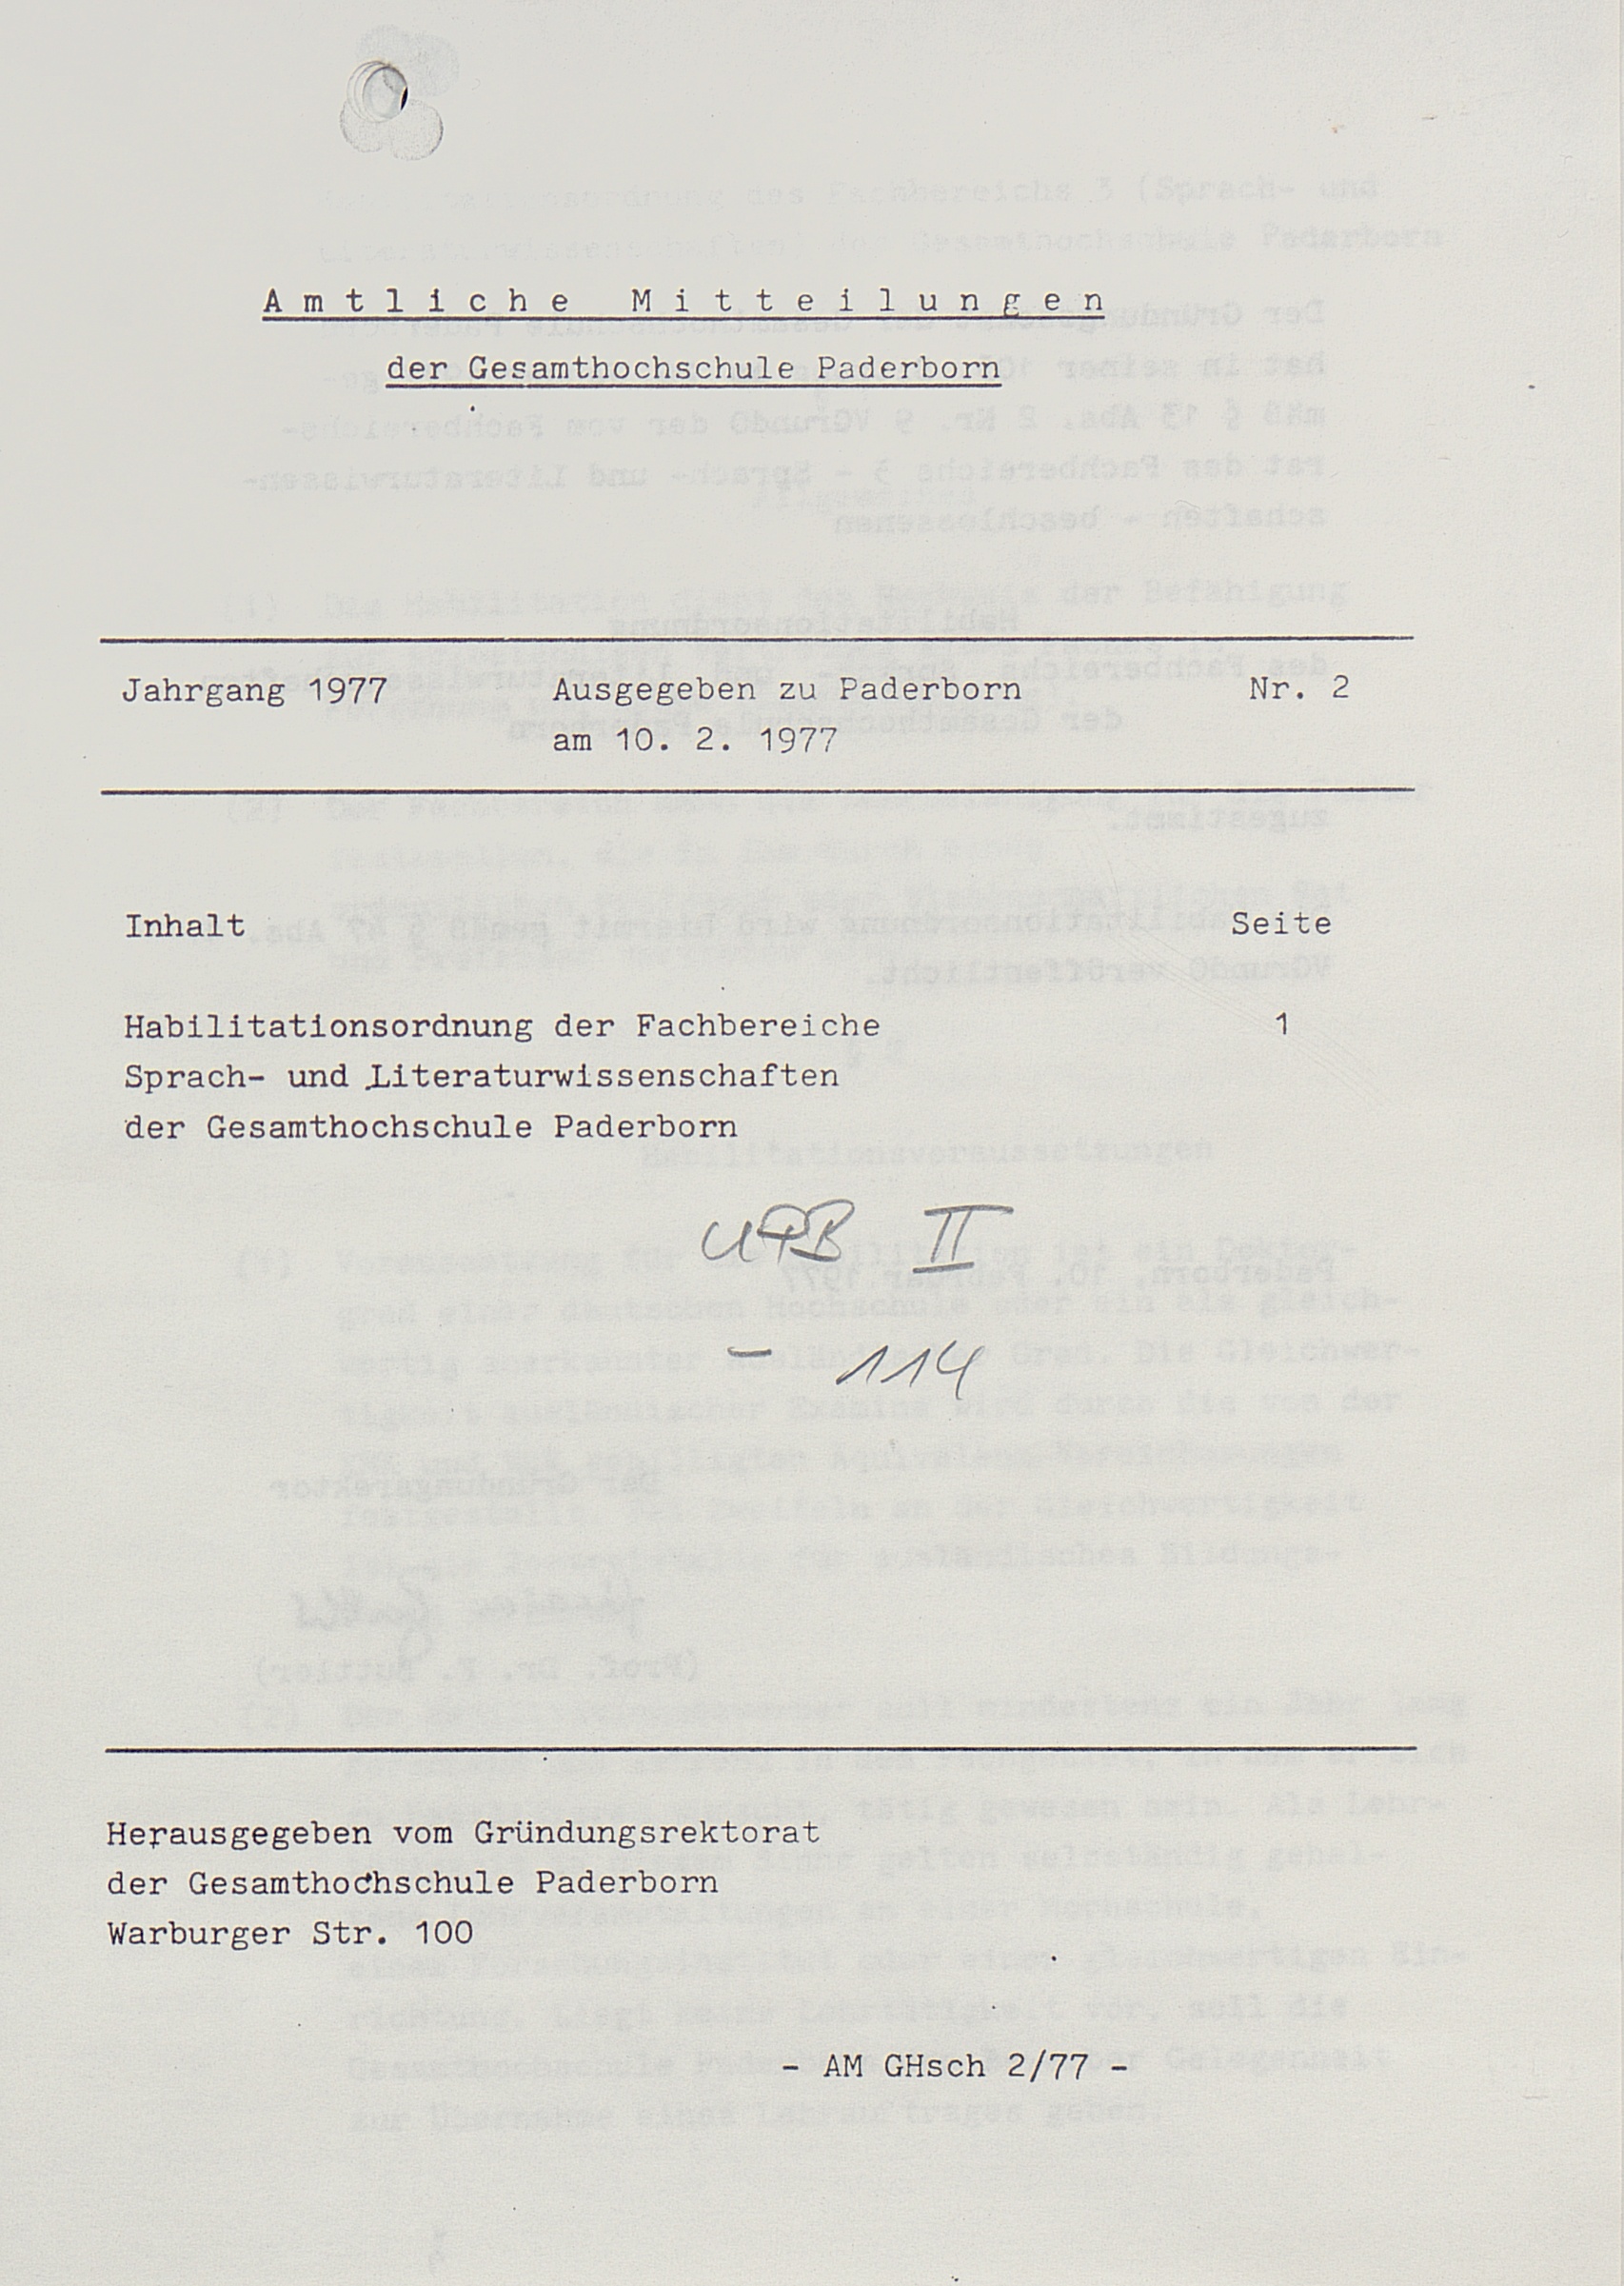 Amtliche Mitteilungen
der Gesamthochschule Paderborn
Jahrgang 1977 Ausgegeben zu Paderborn Nr. 2
am 10. 2. 1977
Inhalt Seite
Habilitationsordnung der Fachbereiche 1
Sprach- und Literaturwissenschaften
der Gesamthochschule Paderborn
UPB II
- 114
Herausgegeben vom Gründungsrektorat
der Gesamthochschule Paderborn
Warburger Str. 100
- AM GHsch 2/77 -